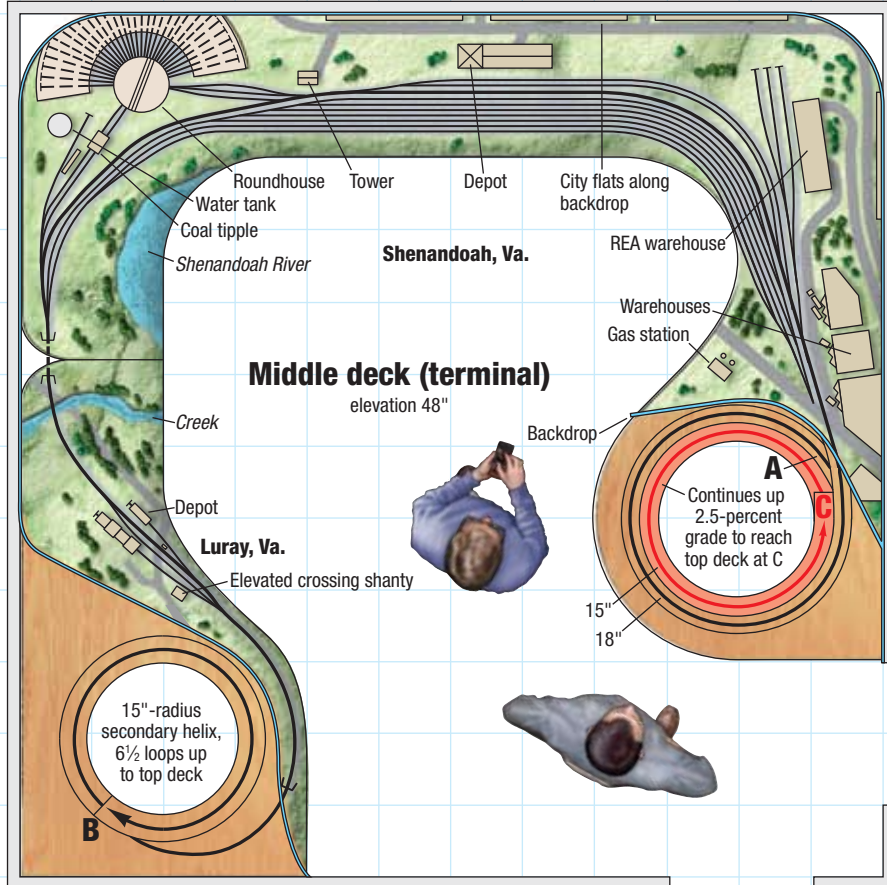 Roundhouse
Tower
Depot
City flats along
backdrop
Water tank
Coal tipple
REA warehouse
Shenandoah River
Shenandoah, Va.
Warehouses
Gas station
Middle deck (terminal)
elevation 48"
Creek
Backdrop
A
Continues up
2.5-percent
grade to reach
top deck at C
C
Depot
Luray, Va.
Elevated crossing shanty
15"
18"
15"-radius
secondary helix,
6½ loops up
to top deck
B